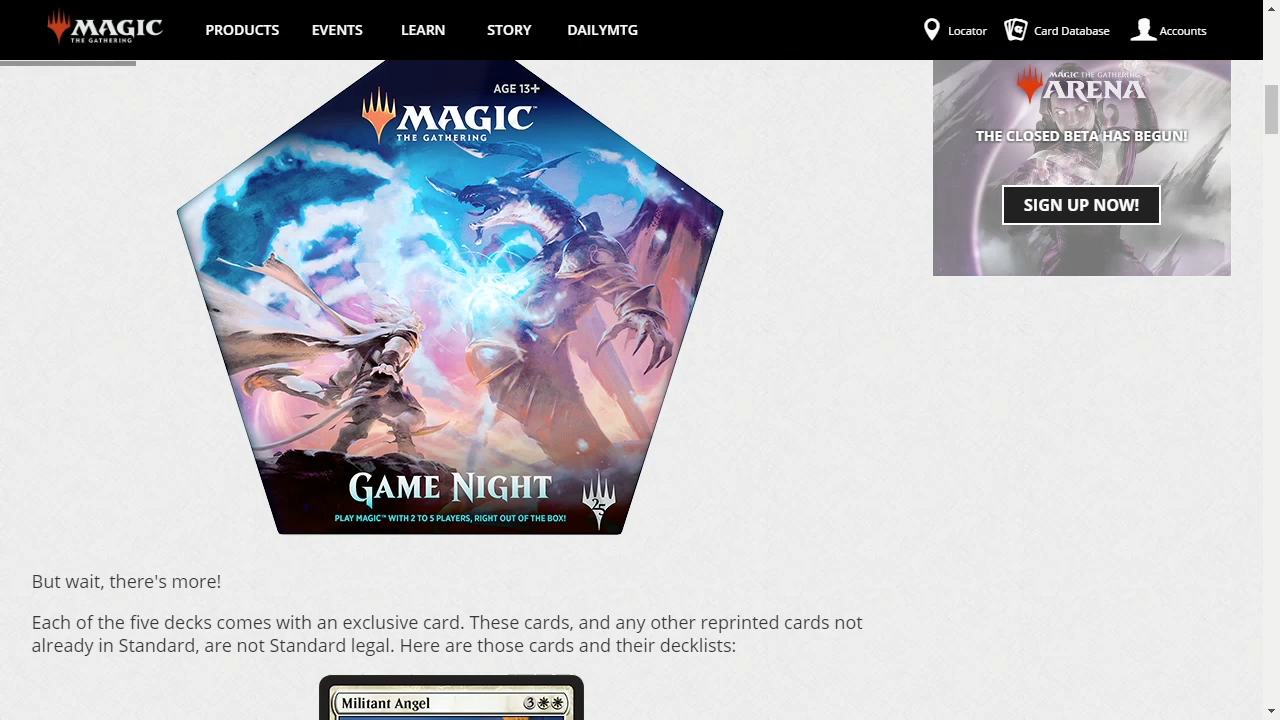 MAGIC
THE GATHERING
PRODUCTS
EVENTS
LEARN
STORY
DAILYMTG
Locator
Card Database
Accounts
AGE 13+
MAGIC™
THE GATHERING
GAME NIGHT
25
PLAY MAGIC™ WITH 2 TO 5 PLAYERS, RIGHT OUT OF THE BOX!
MAGIC THE GATHERING
ARENA
THE CLOSED BETA HAS BEGUN!
SIGN UP NOW!
But wait, there's more!
Each of the five decks comes with an exclusive card. These cards, and any other reprinted cards not
already in Standard, are not Standard legal. Here are those cards and their decklists:
Militant Angel 3